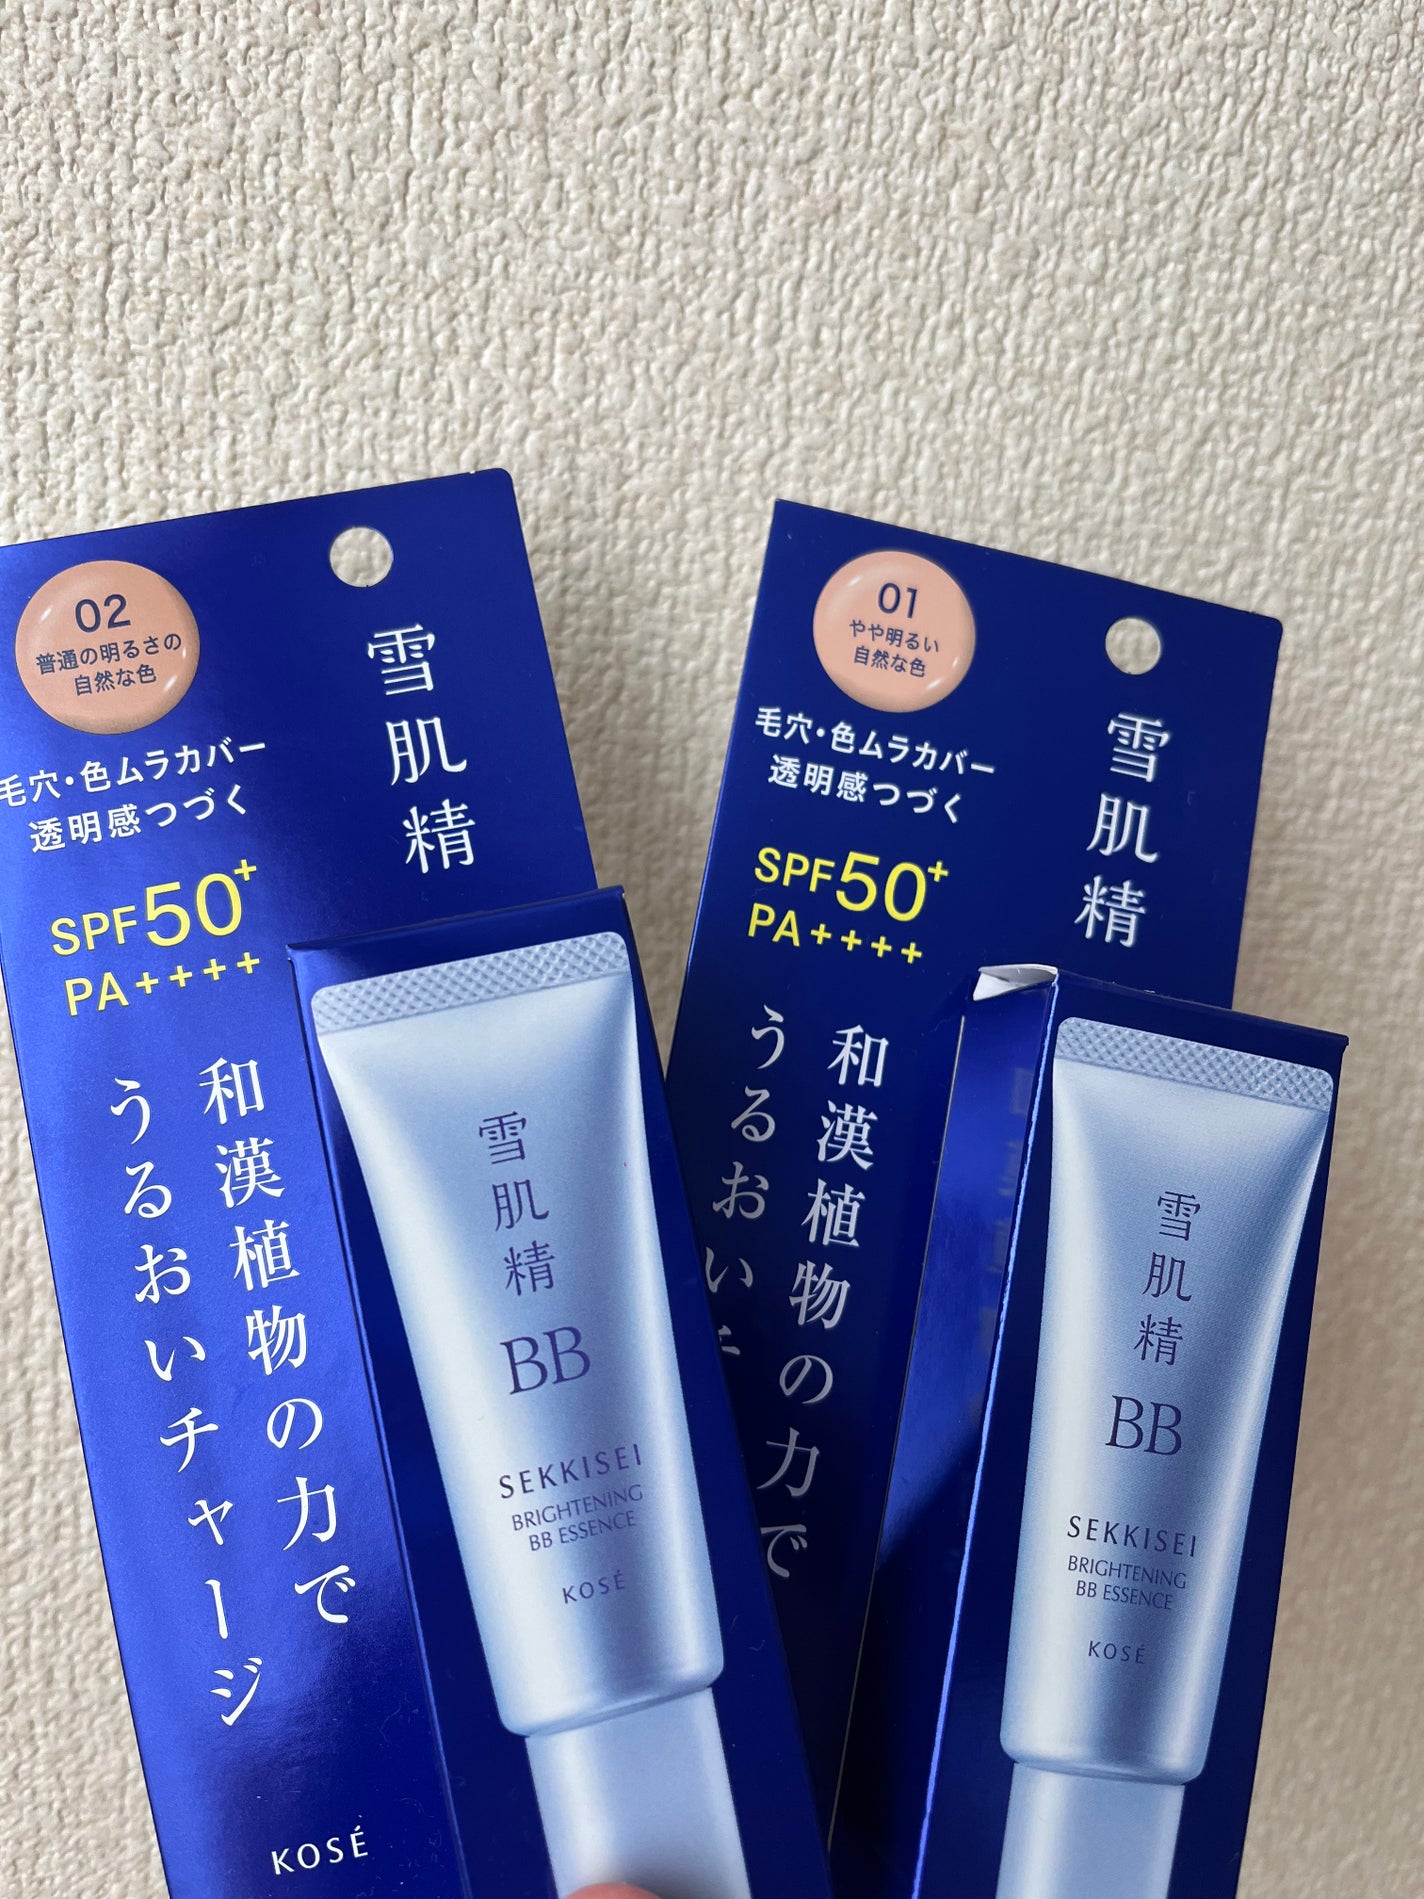 02
普通の明るさの
自然な色
毛穴・色ムラカバー
透明感つづく
SPF50+
PA++++
雪肌精
和漢植物の力で
うるおいチャージ
KOSÉ
雪肌精
BB
SEKKISEI
BRIGHTENING
BB ESSENCE
KOSÉ
01
やや明るい
自然な色
毛穴・色ムラカバー
透明感つづく
SPF50+
PA++++
雪肌精
和漢植物の力で
うるおいチ
雪肌精
BB
SEKKISEI
BRIGHTENING
BB ESSENCE
KOSÉ